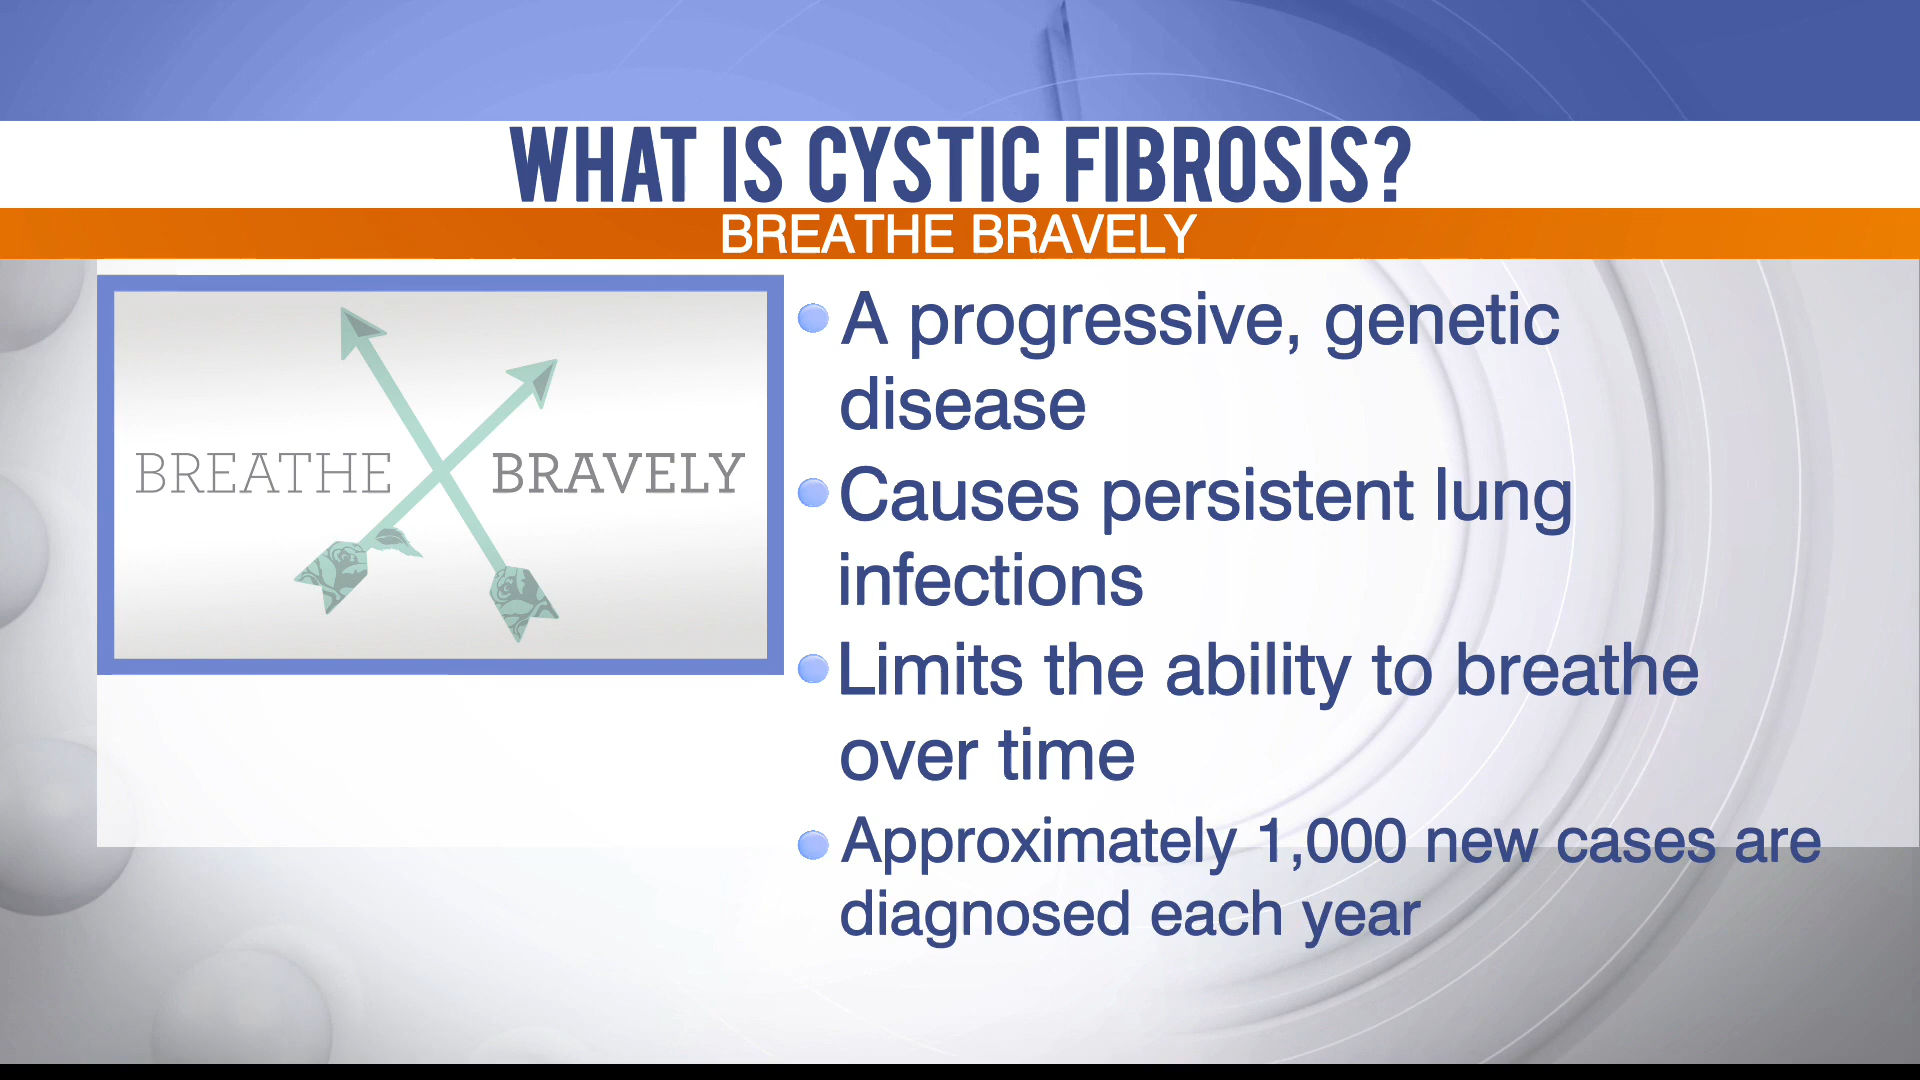 WHAT IS CYSTIC FIBROSIS?
BREATHE BRAVELY
BREATHE BRAVELY
A progressive, genetic
disease
Causes persistent lung
infections
Limits the ability to breathe
over time
Approximately 1,000 new cases are
diagnosed each year